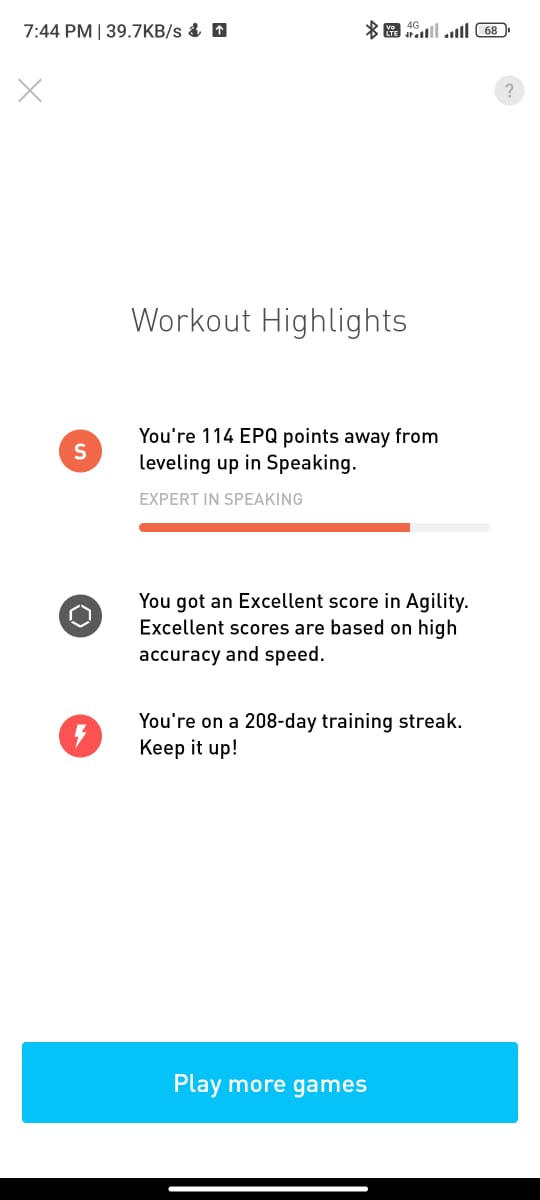 7:44 PM | 39.7KB/s
Vo LTE 4G 68
?
Workout Highlights
S
You're 114 EPQ points away from
leveling up in Speaking.
EXPERT IN SPEAKING
You got an Excellent score in Agility.
Excellent scores are based on high
accuracy and speed.
You're on a 208-day training streak.
Keep it up!
Play more games